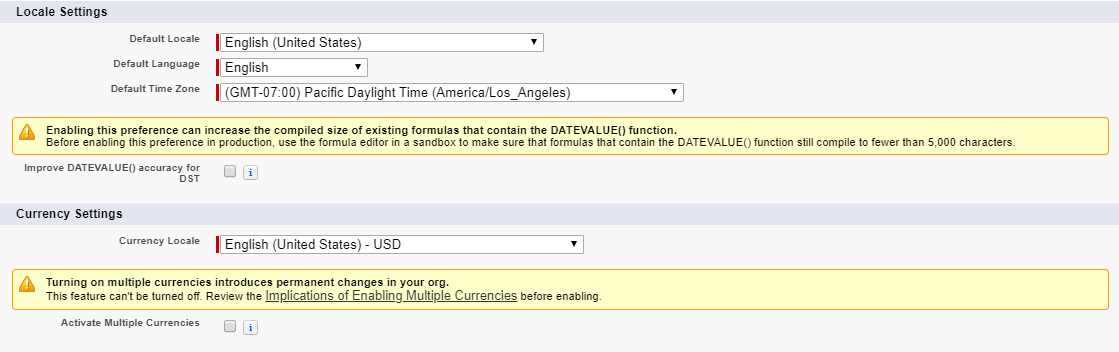 Locale Settings
Default Locale
English (United States)
Default Language
English
Default Time Zone
(GMT-07:00) Pacific Daylight Time (America/Los_Angeles)
Enabling this preference can increase the compiled size of existing formulas that contain the DATEVALUE() function.
Before enabling this preference in production, use the formula editor in a sandbox to make sure that formulas that contain the DATEVALUE() function still compile to fewer than 5,000 characters.
Improve DATEVALUE() accuracy for
DST
Currency Settings
Currency Locale
English (United States) - USD
Turning on multiple currencies introduces permanent changes in your org.
This feature can't be turned off. Review the Implications of Enabling Multiple Currencies before enabling.
Activate Multiple Currencies